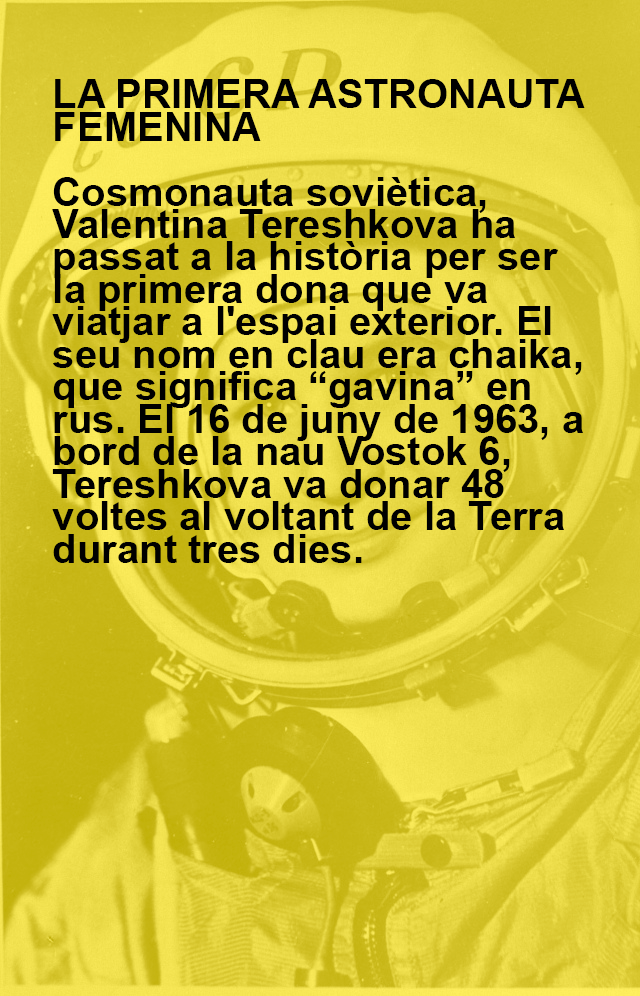 LA PRIMERA ASTRONAUTA
FEMENINA
Cosmonauta soviètica,
Valentina Tereshkova ha
passat a la història per ser
la primera dona que va
viatjar a l'espai exterior. El
seu nom en clau era chaika,
que significa “gavina” en
rus. El 16 de juny de 1963, a
bord de la nau Vostok 6,
Tereshkova va donar 48
voltes al voltant de la Terra
durant tres dies.